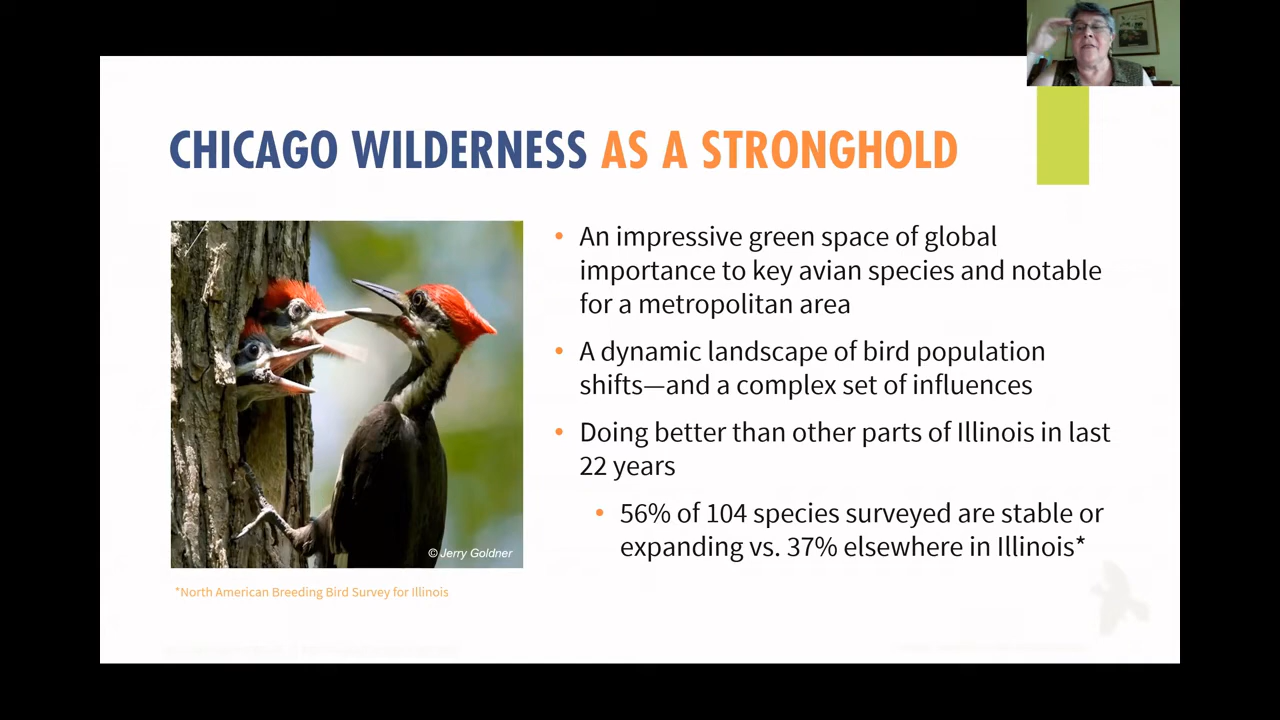 CHICAGO WILDERNESS AS A STRONGHOLD
• An impressive green space of global
importance to key avian species and notable
for a metropolitan area
• A dynamic landscape of bird population
shifts—and a complex set of influences
• Doing better than other parts of Illinois in last
22 years
• 56% of 104 species surveyed are stable or
expanding vs. 37% elsewhere in Illinois*
© Jerry Goldner
*North American Breeding Bird Survey for Illinois